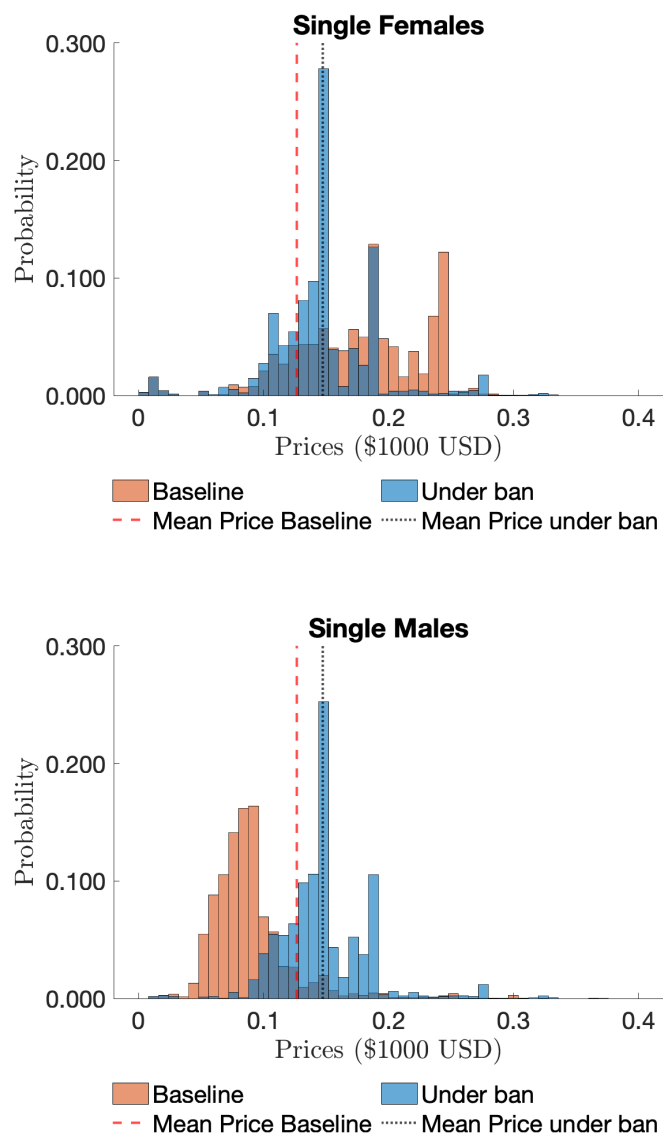 Single Females
0.300
0.200
0.100
0.000
Probability
0 0.1 0.2 0.3 0.4
Prices ($1000 USD)
Baseline Under ban
Mean Price Baseline Mean Price under ban
Single Males
0.300
0.200
0.100
0.000
Probability
0 0.1 0.2 0.3 0.4
Prices ($1000 USD)
Baseline Under ban
Mean Price Baseline Mean Price under ban